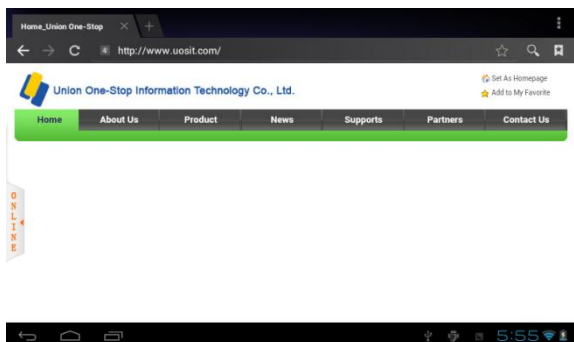 Home_Union One-Stop
http://www.uosit.com/
Union One-Stop Information Technology Co., Ltd.
Set As Homepage
Add to My Favorite
Home About Us Product News Supports Partners Contact Us
ONLINE
5:55